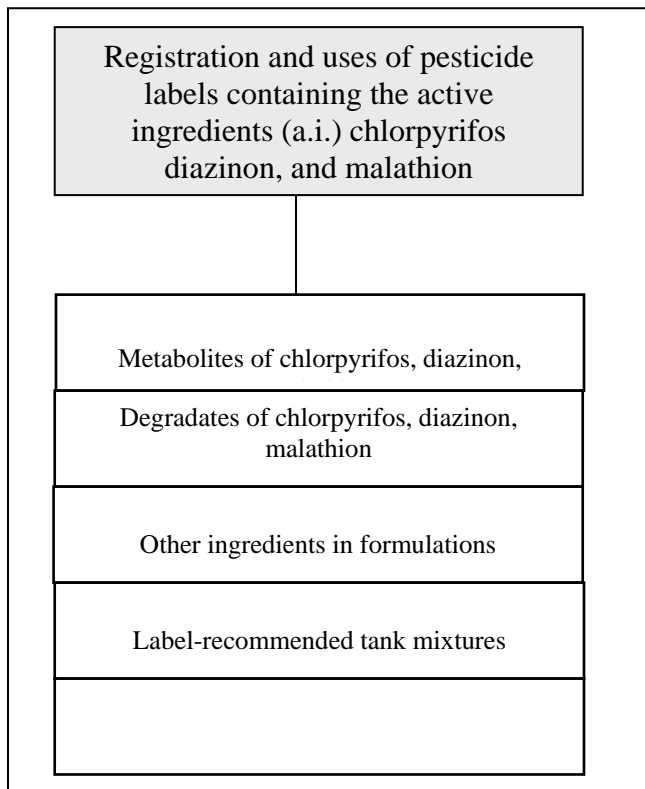 Registration and uses of pesticide
labels containing the active
ingredients (a.i.) chlorpyrifos
diazinon, and malathion
Metabolites of chlorpyrifos, diazinon,
Degradates of chlorpyrifos, diazinon,
malathion
Other ingredients in formulations
Label-recommended tank mixtures